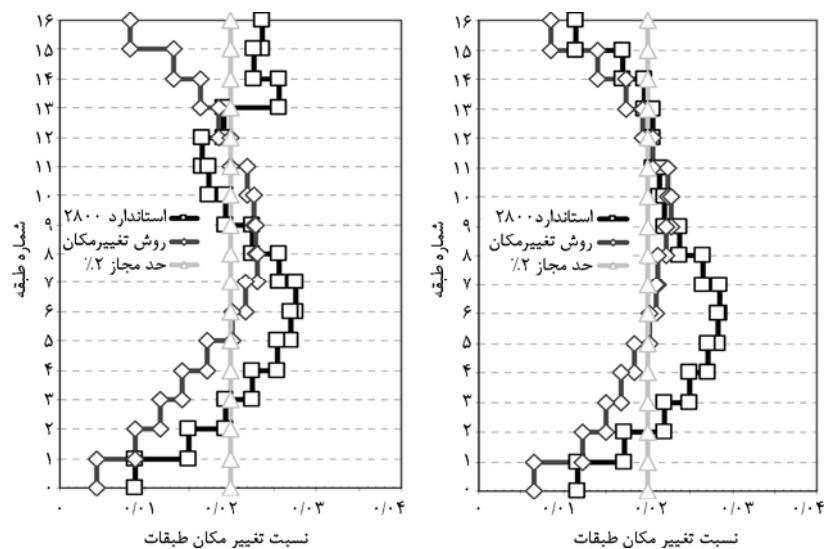 ۱۶
۱۵
۱۴
۱۳
۱۲
۱۱
۱۰
۹
۸
۷
۶
۵
۴
۳
۲
۱
۰
شماره طبقه
استاندارد ۲۸۰۰
روش تغییرمکان
حد مجاز ۲٪
۰ ۰/۰۱ ۰/۰۲ ۰/۰۳ ۰/۰۴
نسبت تغییر مکان طبقات
۱۶
۱۵
۱۴
۱۳
۱۲
۱۱
۱۰
۹
۸
۷
۶
۵
۴
۳
۲
۱
۰
شماره طبقه
استاندارد ۲۸۰۰
روش تغییرمکان
حد مجاز ۲٪
۰ ۰/۰۱ ۰/۰۲ ۰/۰۳ ۰/۰۴
نسبت تغییر مکان طبقات